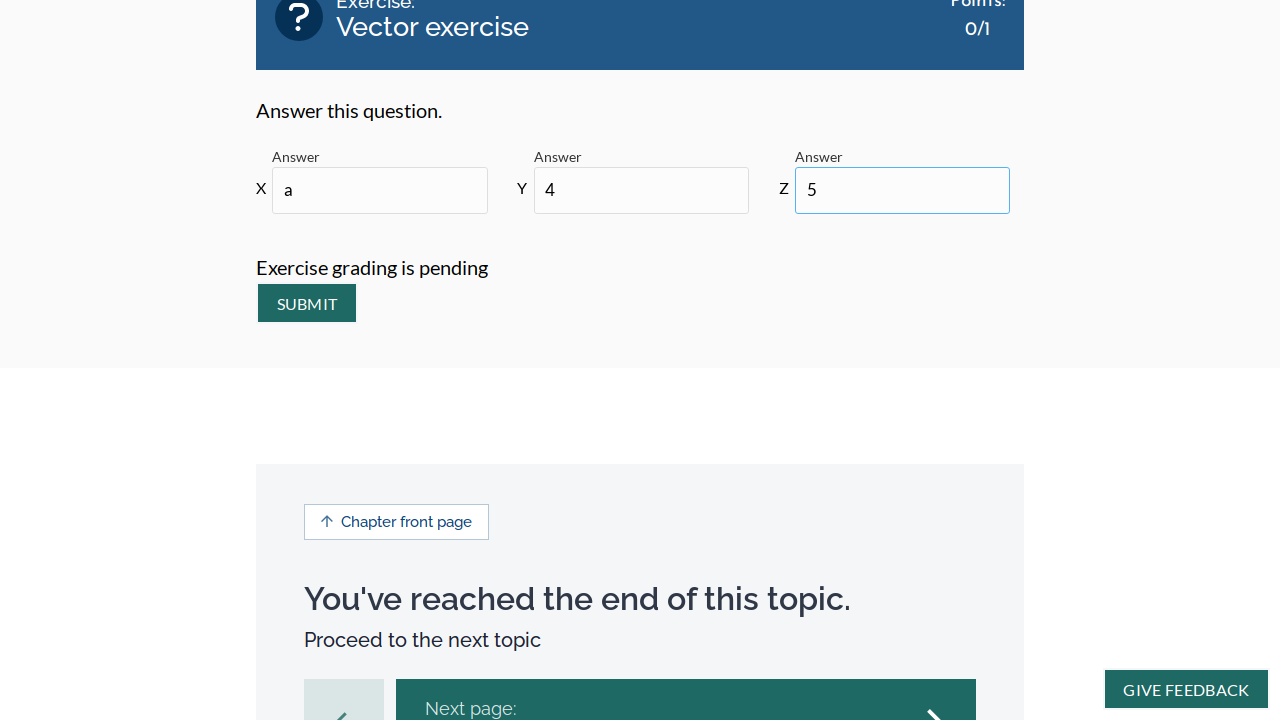 Exercise:
Vector exercise
Points:
0/1
Answer this question.
Answer
X
a
Answer
Y
4
Answer
Z
5
Exercise grading is pending
SUBMIT
Chapter front page
You've reached the end of this topic.
Proceed to the next topic
Next page:
GIVE FEEDBACK